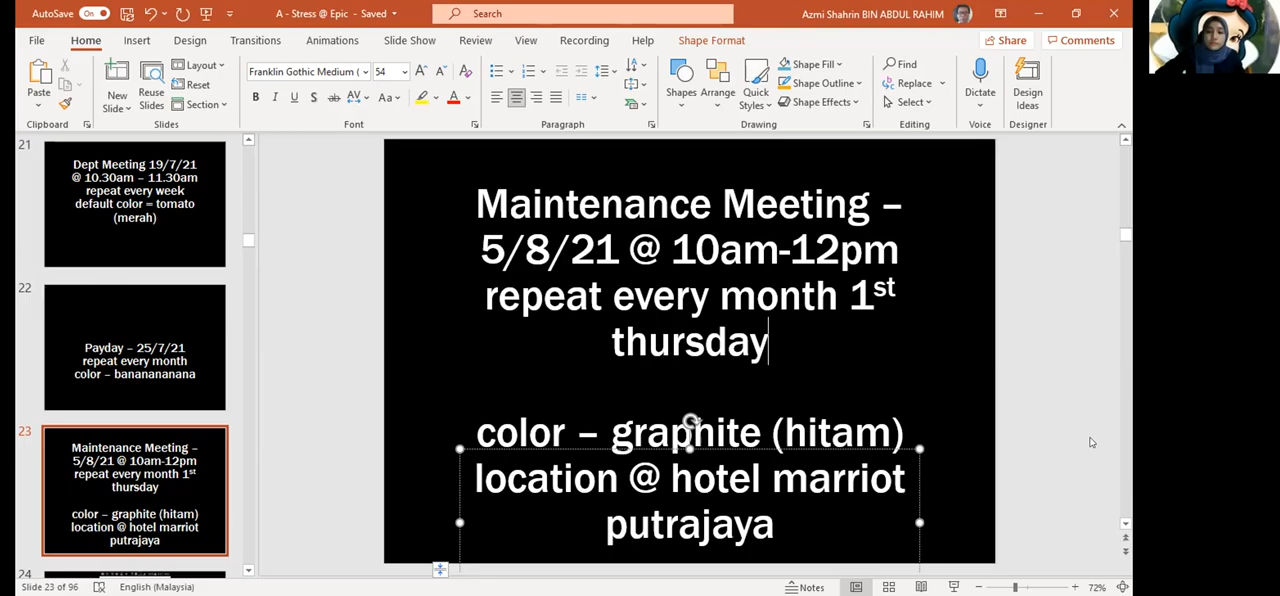 AutoSave On
A - Stress @ Epic - Saved
Search
Azmi Shahrin BIN ABDUL RAHIM
File Home Insert Design Transitions Animations Slide Show Review View Recording Help Shape Format
Share Comments
Paste
New Slide
Reuse Slides
Layout
Reset
Section
Franklin Gothic Medium ( 54
B I U S ab AV Aa A
Shapes Arrange Quick Styles
Shape Fill
Shape Outline
Shape Effects
Find
Replace
Select
Dictate
Design Ideas
Clipboard Slides Font Paragraph Drawing Editing Voice Designer
21
Dept Meeting 19/7/21
@ 10.30am – 11.30am
repeat every week
default color = tomato
(merah)
22
Payday – 25/7/21
repeat every month
color – banananana
23
Maintenance Meeting –
5/8/21 @ 10am-12pm
repeat every month 1st
thursday
color – graphite (hitam)
location @ hotel marriot
putrajaya
24
Maintenance Meeting –
5/8/21 @ 10am-12pm
repeat every month 1st
thursday
color – graphite (hitam)
location @ hotel marriot
putrajaya
Slide 23 of 96 English (Malaysia) Notes 72%